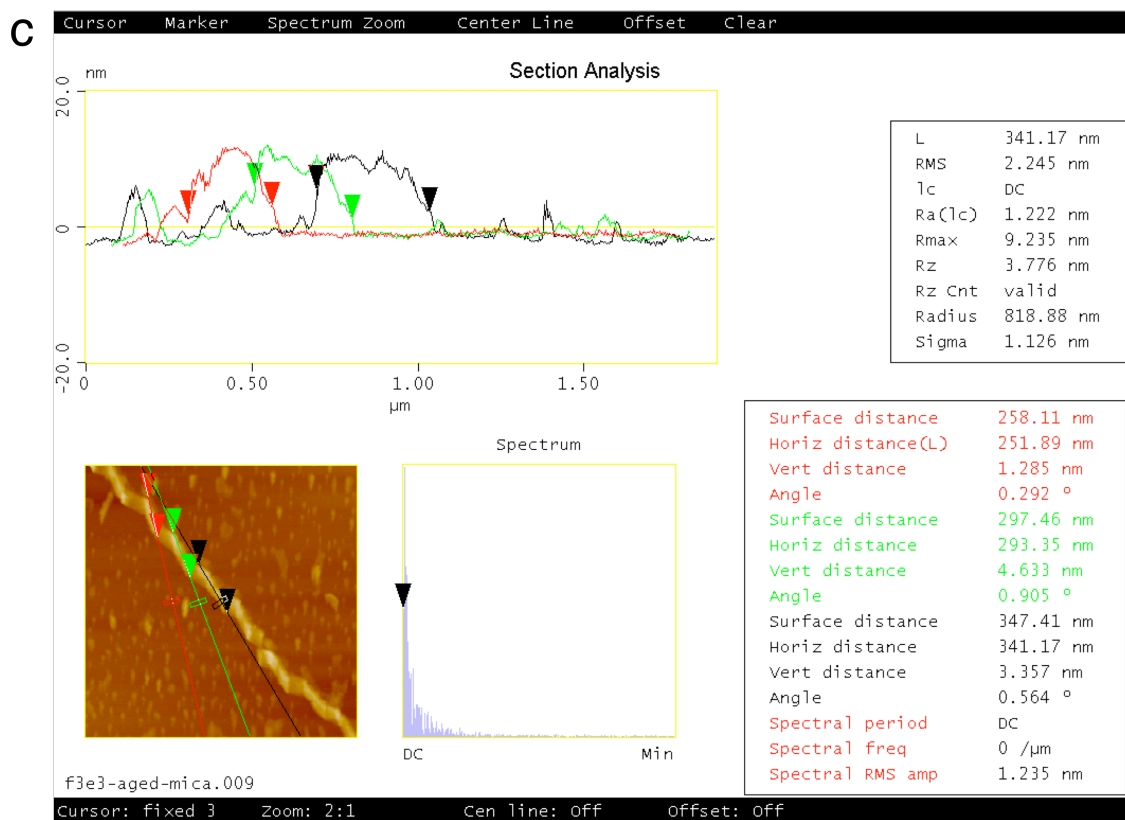 C
Cursor Marker Spectrum Zoom Center Line Offset Clear
Section Analysis
nm
20.0
0
-20.0
0 0.50 1.00 1.50
µm
L 341.17 nm
RMS 2.245 nm
lc DC
Ra(lc) 1.222 nm
Rmax 9.235 nm
Rz 3.776 nm
Rz Cnt valid
Radius 818.88 nm
Sigma 1.126 nm
Surface distance 258.11 nm
Horiz distance(L) 251.89 nm
Vert distance 1.285 nm
Angle 0.292 º
Surface distance 297.46 nm
Horiz distance 293.35 nm
Vert distance 4.633 nm
Angle 0.905 º
Surface distance 347.41 nm
Horiz distance 341.17 nm
Vert distance 3.357 nm
Angle 0.564 º
Spectral period DC
Spectral freq 0 /µm
Spectral RMS amp 1.235 nm
Spectrum
DC Min
f3e3-aged-mica.009
Cursor: fixed 3 Zoom: 2:1 Cen line: Off Offset: Off